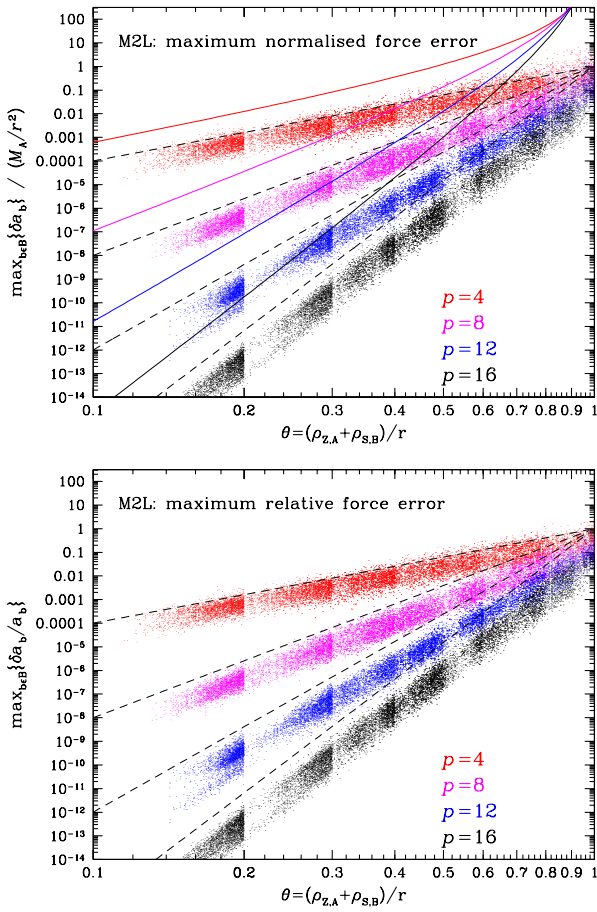 M2L: maximum normalised force error
100
10
1
0.1
0.01
0.001
0.0001
10⁻⁵
10⁻⁶
10⁻⁷
10⁻⁸
10⁻⁹
10⁻¹⁰
10⁻¹¹
10⁻¹²
10⁻¹³
10⁻¹⁴
max_{bϵB}{δa_b} / (M_A/r²)
p=4
p=8
p=12
p=16
0.1 0.2 0.3 0.4 0.5 0.6 0.7 0.8 0.9 1
θ=(ρ_{Z,A}+ρ_{S,B})/r
M2L: maximum relative force error
100
10
1
0.1
0.01
0.001
0.0001
10⁻⁵
10⁻⁶
10⁻⁷
10⁻⁸
10⁻⁹
10⁻¹⁰
10⁻¹¹
10⁻¹²
10⁻¹³
10⁻¹⁴
max_{bϵB}{δa_b/a_b}
p=4
p=8
p=12
p=16
0.1 0.2 0.3 0.4 0.5 0.6 0.7 0.8 0.9 1
θ=(ρ_{Z,A}+ρ_{S,B})/r